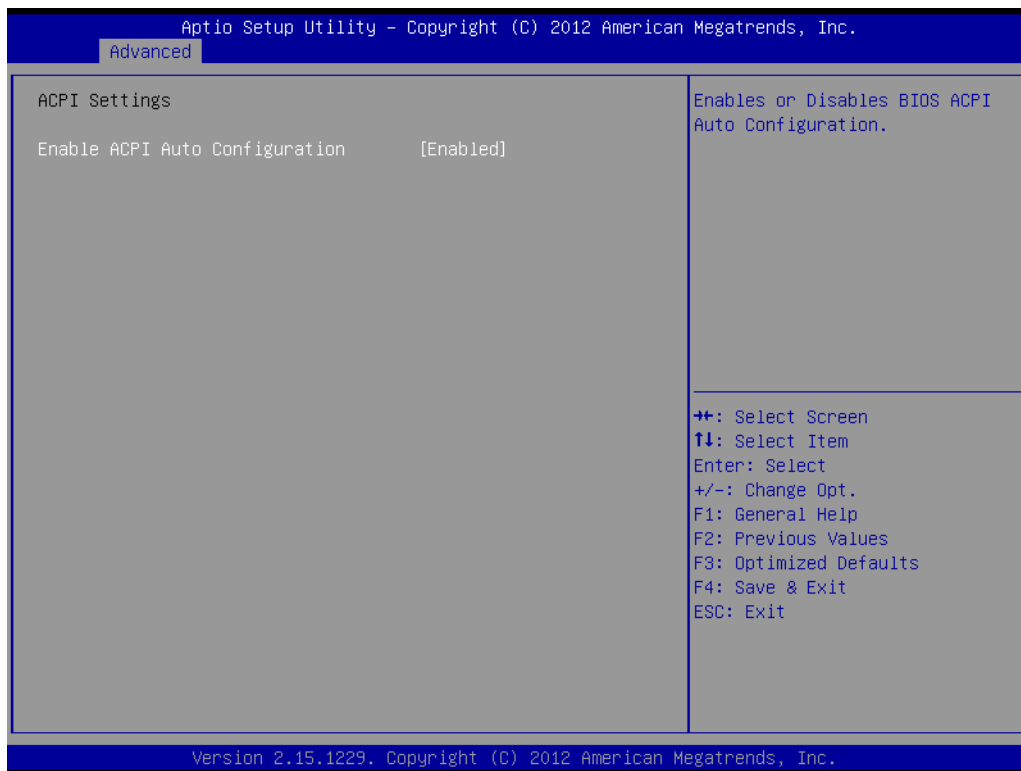 Aptio Setup Utility – Copyright (C) 2012 American Megatrends, Inc.
Advanced
ACPI Settings
Enable ACPI Auto Configuration [Enabled]
Enables or Disables BIOS ACPI
Auto Configuration.
→←: Select Screen
↑↓: Select Item
Enter: Select
+/-: Change Opt.
F1: General Help
F2: Previous Values
F3: Optimized Defaults
F4: Save & Exit
ESC: Exit
Version 2.15.1229. Copyright (C) 2012 American Megatrends, Inc.